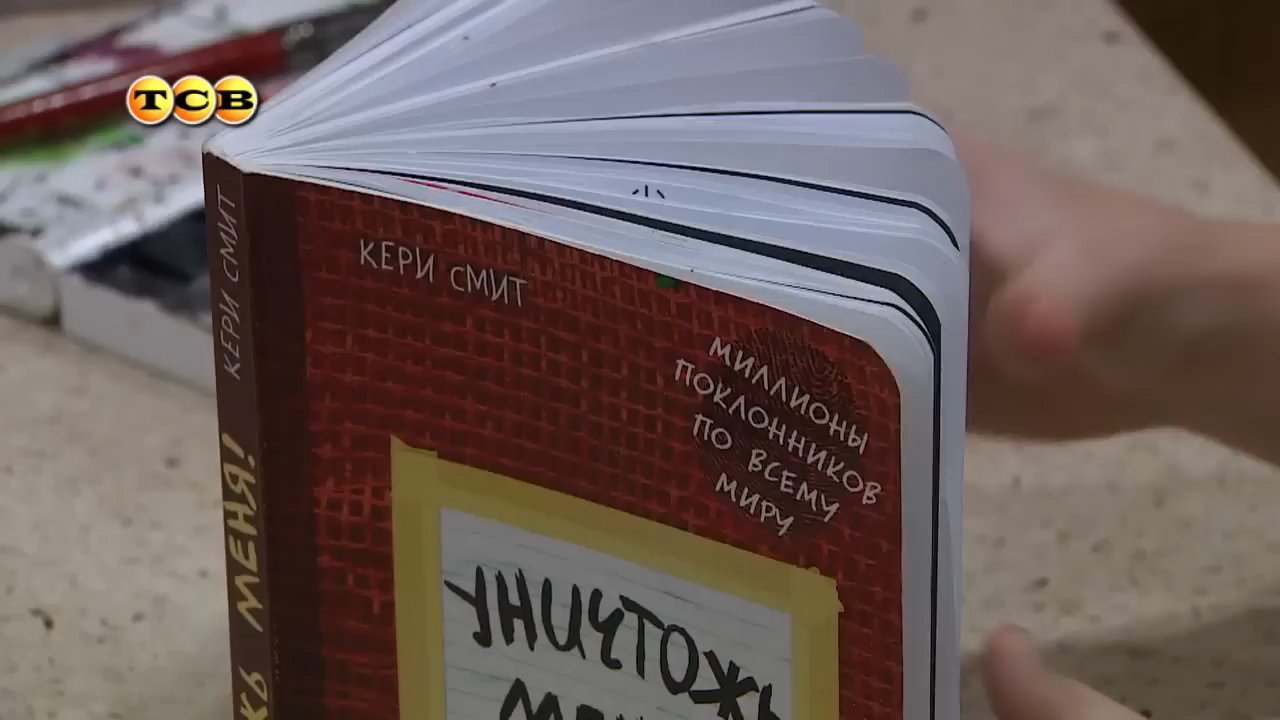 ТСВ
КЕРИ СМИТ
КЕРИ СМИТ
МИЛЛИОНЫ
ПОКЛОННИКОВ
ПО ВСЕМУ
МИРУ
МЕНЯ!
УНИЧТОЖЬ